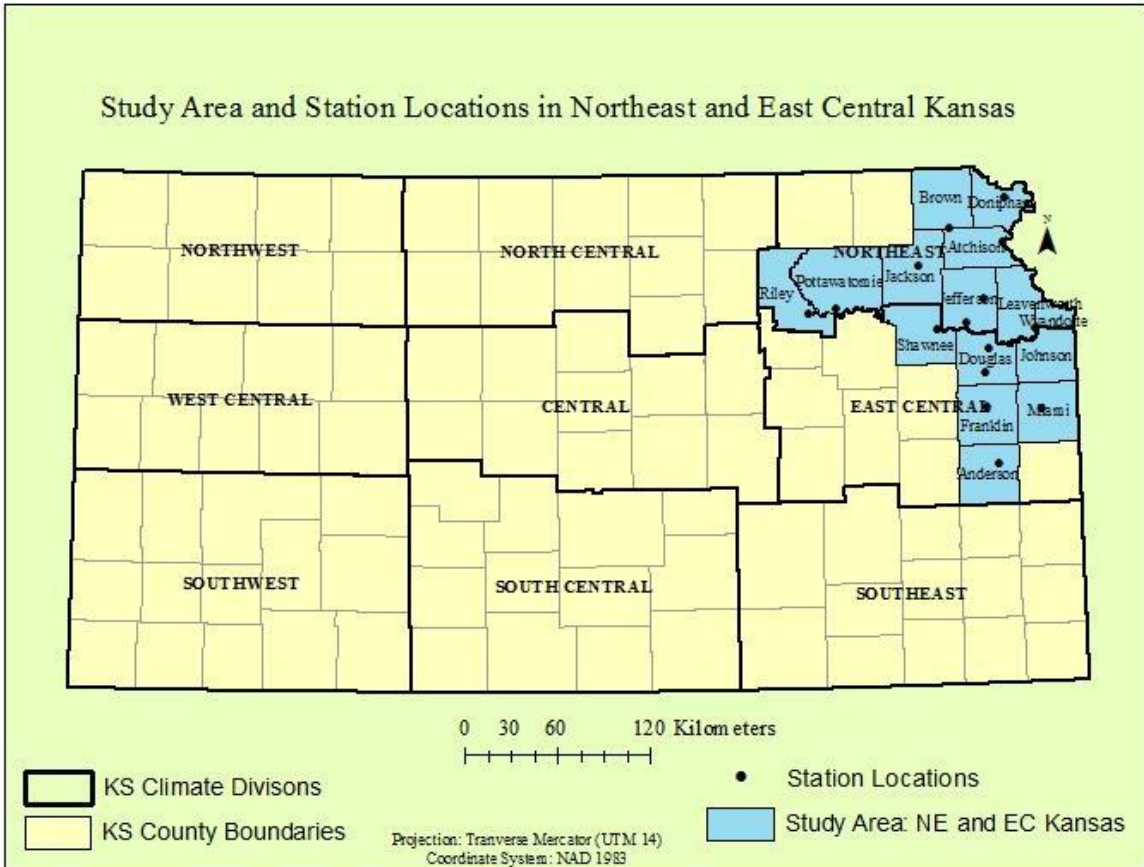 Study Area and Station Locations in Northeast and East Central Kansas
Brown
Doniphan
N
NORTHWEST
NORTH CENTRAL
NORTHEAST
Atchison
Jackson
Pottawatomie
Riley
Jefferson
Leavenworth
Wyandotte
Shawnee
Douglas
Johnson
WEST CENTRAL
CENTRAL
EAST CENTRAL
Miami
Franklin
Anderson
SOUTHWEST
SOUTH CENTRAL
SOUTHEAST
0 30 60 120 Kilometers
KS Climate Divisons
Station Locations
KS County Boundaries
Study Area: NE and EC Kansas
Projection: Tranverse Mercator (UTM 14)
Coordinate System: NAD 1983